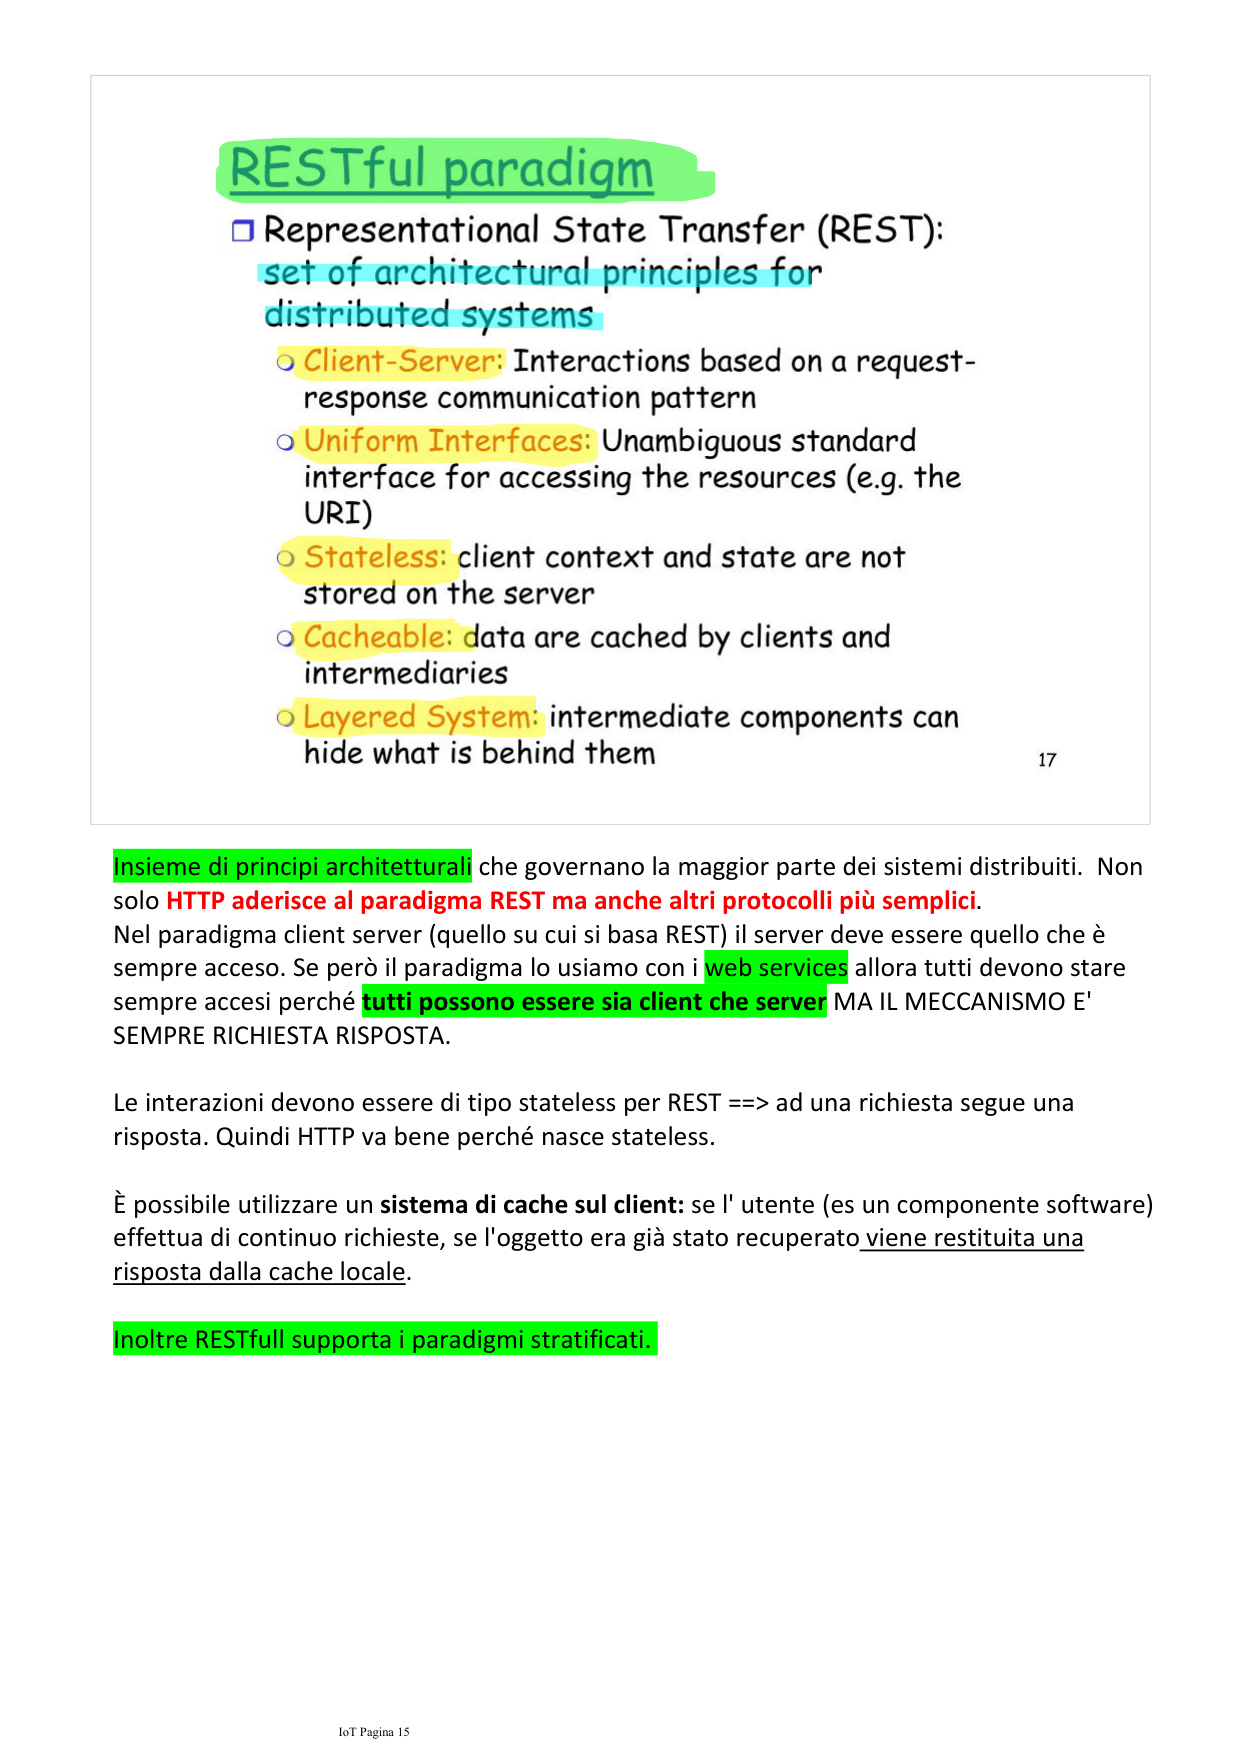 RESTful paradigm
❒ Representational State Transfer (REST):
set of architectural principles for
distributed systems
❍ Client-Server: Interactions based on a request-
response communication pattern
❍ Uniform Interfaces: Unambiguous standard
interface for accessing the resources (e.g. the
URI)
❍ Stateless: client context and state are not
stored on the server
❍ Cacheable: data are cached by clients and
intermediaries
❍ Layered System: intermediate components can
hide what is behind them
17
Insieme di principi architetturali che governano la maggior parte dei sistemi distribuiti.  Non
solo HTTP aderisce al paradigma REST ma anche altri protocolli più semplici.
Nel paradigma client server (quello su cui si basa REST) il server deve essere quello che è
sempre acceso. Se però il paradigma lo usiamo con i web services allora tutti devono stare
sempre accesi perché tutti possono essere sia client che server MA IL MECCANISMO E'
SEMPRE RICHIESTA RISPOSTA.
Le interazioni devono essere di tipo stateless per REST ==> ad una richiesta segue una
risposta. Quindi HTTP va bene perché nasce stateless.
È possibile utilizzare un sistema di cache sul client: se l' utente (es un componente software)
effettua di continuo richieste, se l'oggetto era già stato recuperato viene restituita una
risposta dalla cache locale.
Inoltre RESTfull supporta i paradigmi stratificati.
IoT Pagina 15